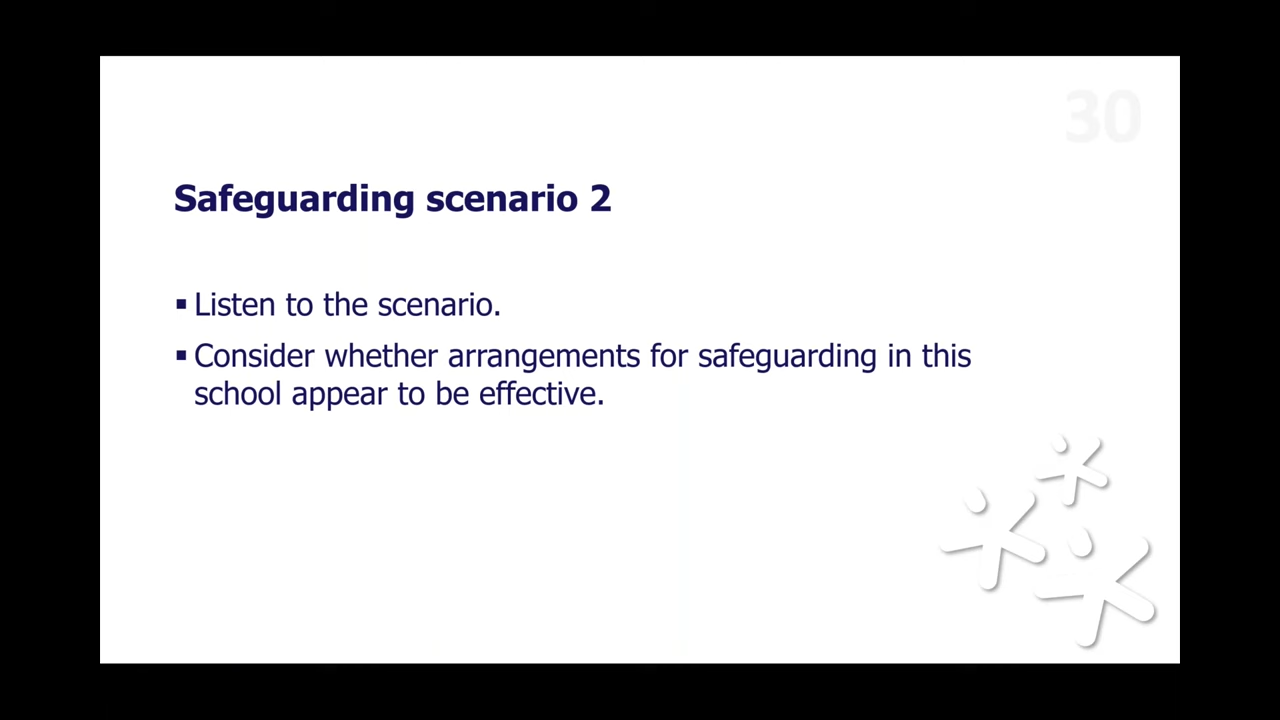 30
Safeguarding scenario 2
▪ Listen to the scenario.
▪ Consider whether arrangements for safeguarding in this
school appear to be effective.